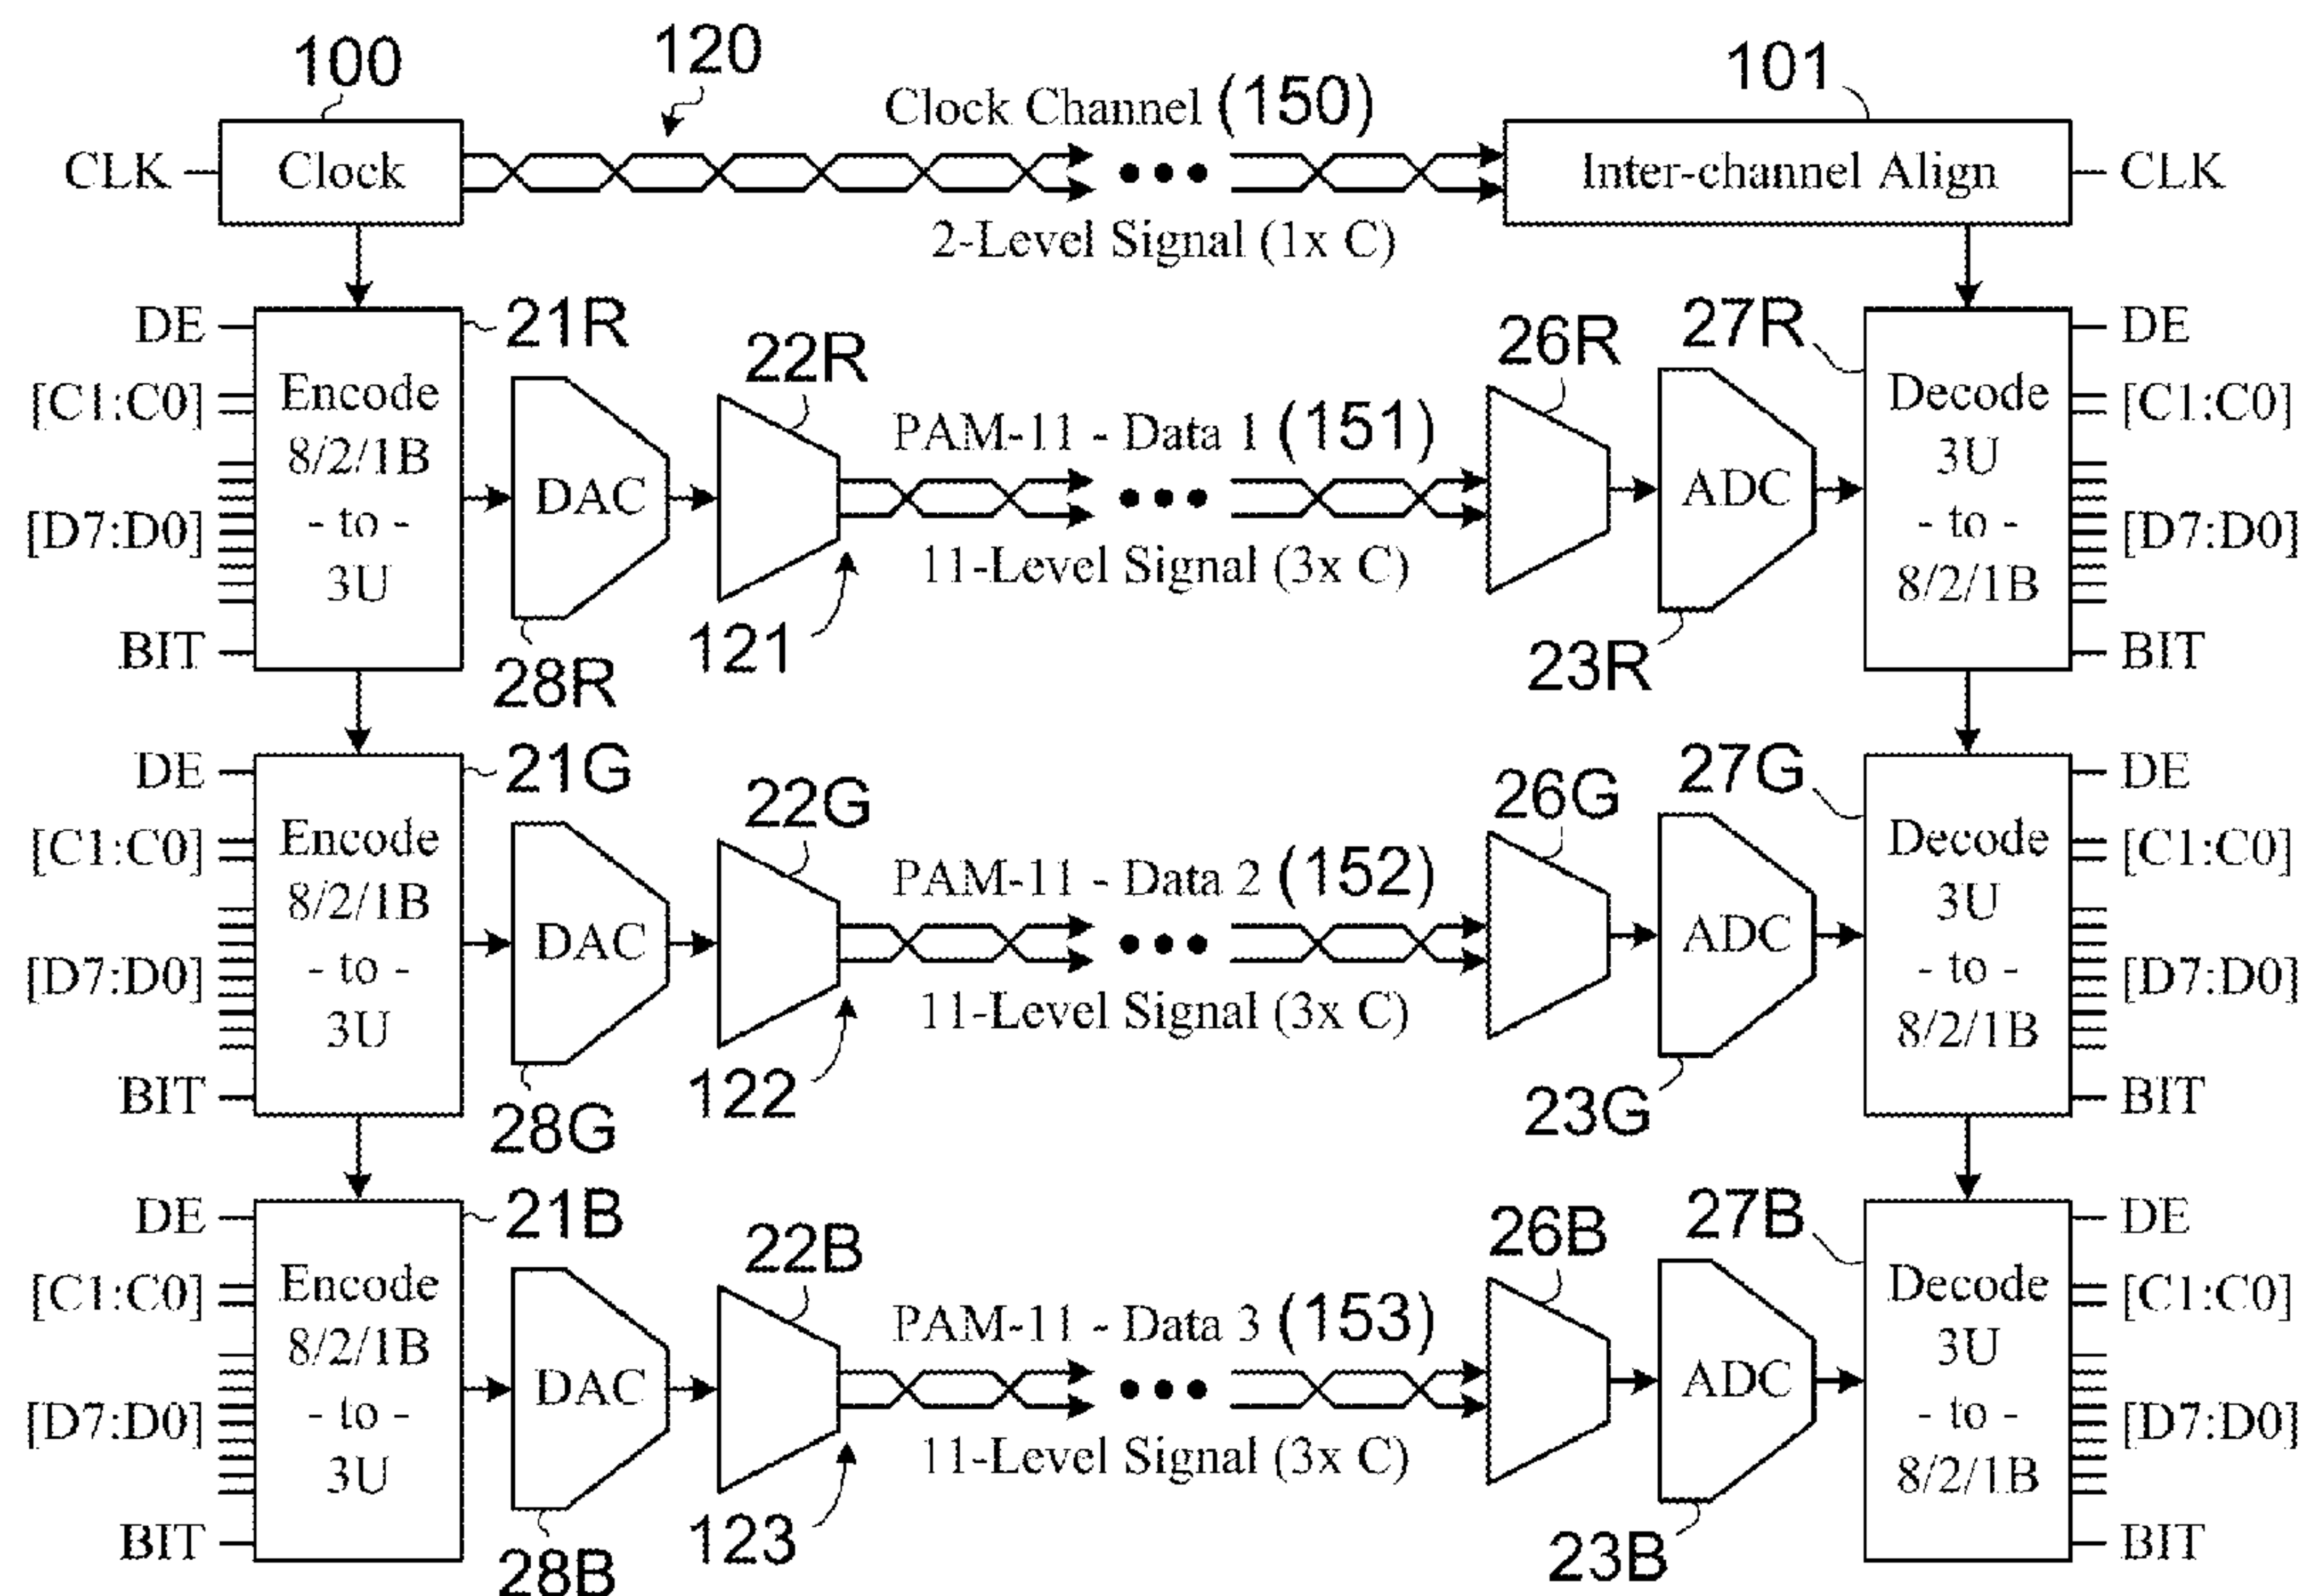 100
120
Clock Channel (150)
101
CLK
Clock
Inter-channel Align
CLK
2-Level Signal (1x C)
DE
21R
22R
26R
27R
DE
[C1:C0]
Encode
8/2/1B
- to -
3U
DAC
PAM-11 - Data 1 (151)
ADC
Decode
3U
- to -
8/2/1B
[C1:C0]
[D7:D0]
11-Level Signal (3x C)
[D7:D0]
BIT
28R
121
23R
BIT
DE
21G
22G
26G
27G
DE
[C1:C0]
Encode
8/2/1B
- to -
3U
DAC
PAM-11 - Data 2 (152)
ADC
Decode
3U
- to -
8/2/1B
[C1:C0]
[D7:D0]
11-Level Signal (3x C)
[D7:D0]
BIT
28G
122
23G
BIT
DE
21B
22B
26B
27B
DE
[C1:C0]
Encode
8/2/1B
- to -
3U
DAC
PAM-11 - Data 3 (153)
ADC
Decode
3U
- to -
8/2/1B
[C1:C0]
[D7:D0]
11-Level Signal (3x C)
[D7:D0]
BIT
28B
123
23B
BIT